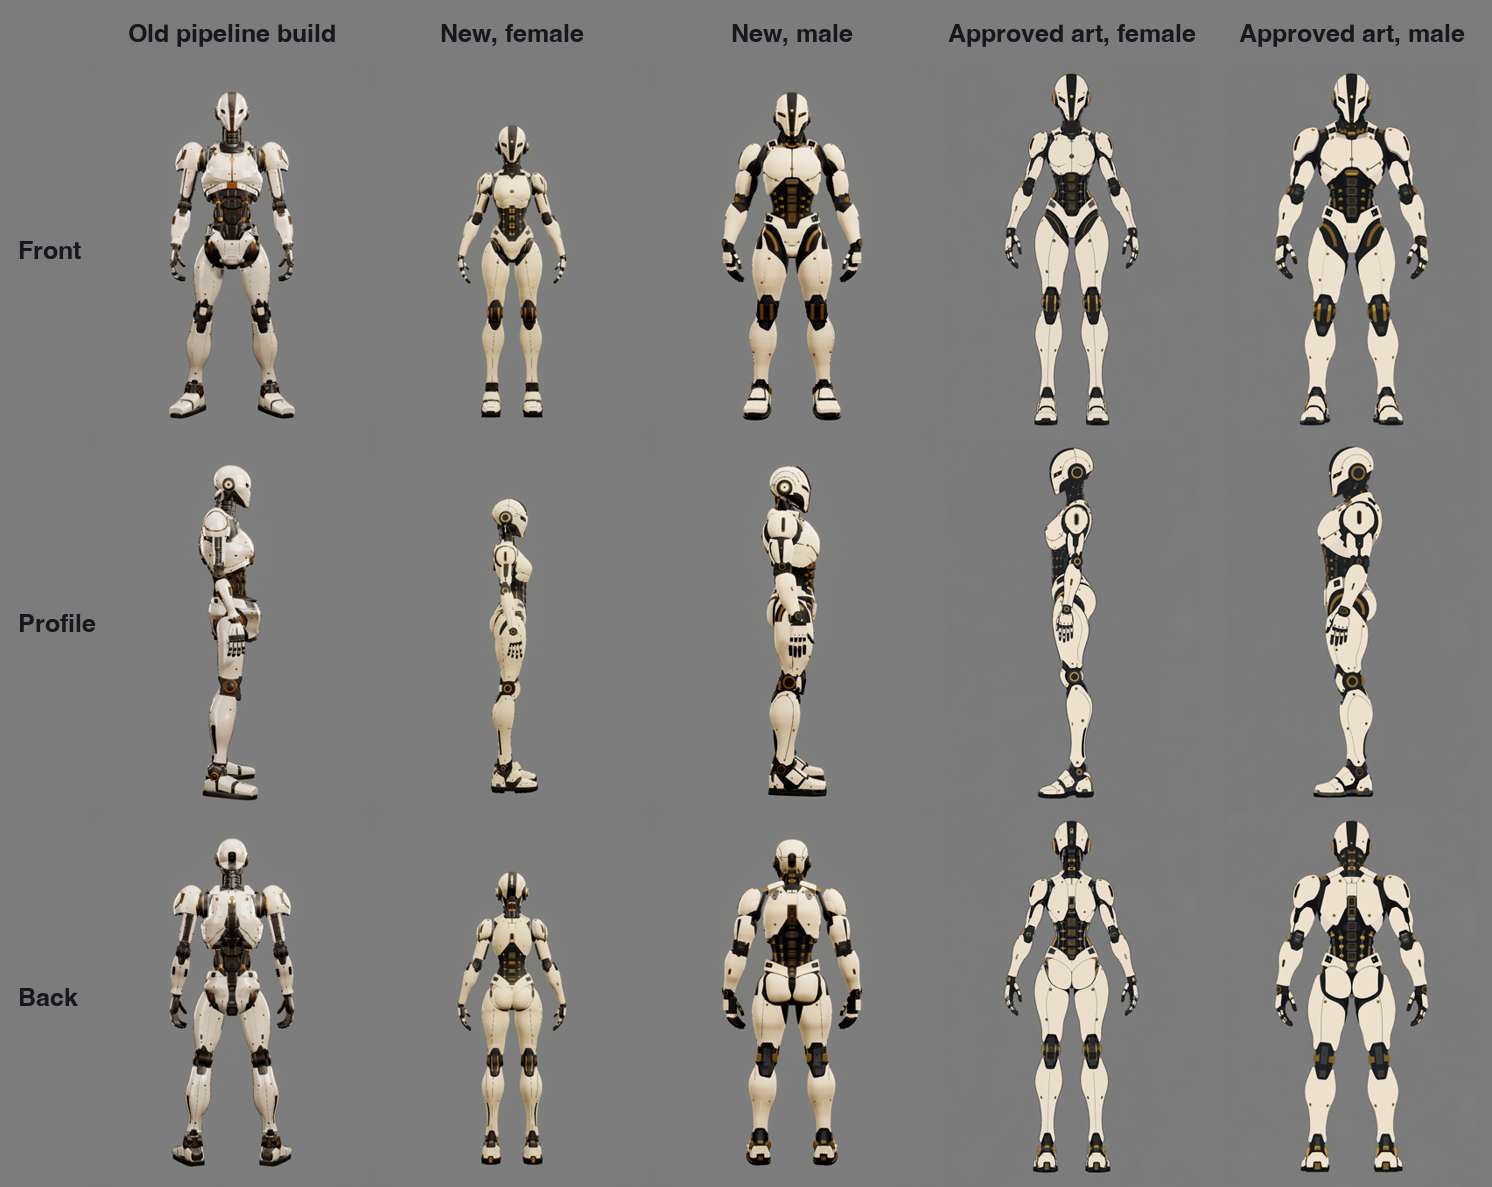 Old pipeline build
New, female
New, male
Approved art, female
Approved art, male
Front
Profile
Back